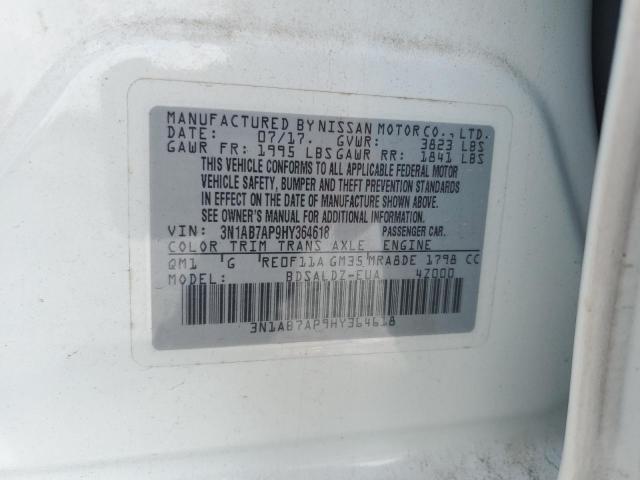 MANUFACTURED BY NISSAN MOTOR CO., LTD.
DATE: 07/17. GVWR: 3823 LBS
GAWR FR: 1995 LBS GAWR RR: 1841 LBS
THIS VEHICLE CONFORMS TO ALL APPLICABLE FEDERAL MOTOR
VEHICLE SAFETY, BUMPER AND THEFT PREVENTION STANDARDS
IN EFFECT ON THE DATE OF MANUFACTURE SHOWN ABOVE.
SEE OWNER'S MANUAL FOR ADDITIONAL INFORMATION.
VIN: 3N1AB7AP9HY364618 PASSENGER CAR.
COLOR TRIM TRANS AXLE ENGINE
QM1 G RE0F11A GM35 MRA8DE 1798 CC
BDSALDZ-EUA 4Z000
3N1AB7AP9HY364618